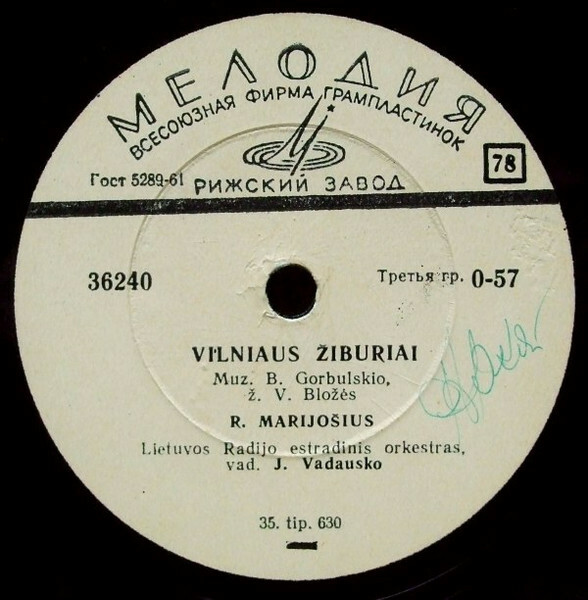 МЕЛОДИЯ
ВСЕСОЮЗНАЯ ФИРМА ГРАМПЛАСТИНОК
Гост 5289-61
РИЖСКИЙ ЗАВОД
78
36240
Третья гр. 0-57
VILNIAUS ŽIBURIAI
Muz. B. Gorbulskio,
ž. V. Bložės
R. MARIJOŠIUS
Lietuvos Radijo estradinis orkestras,
vad. J. Vadausko
35. tip. 630